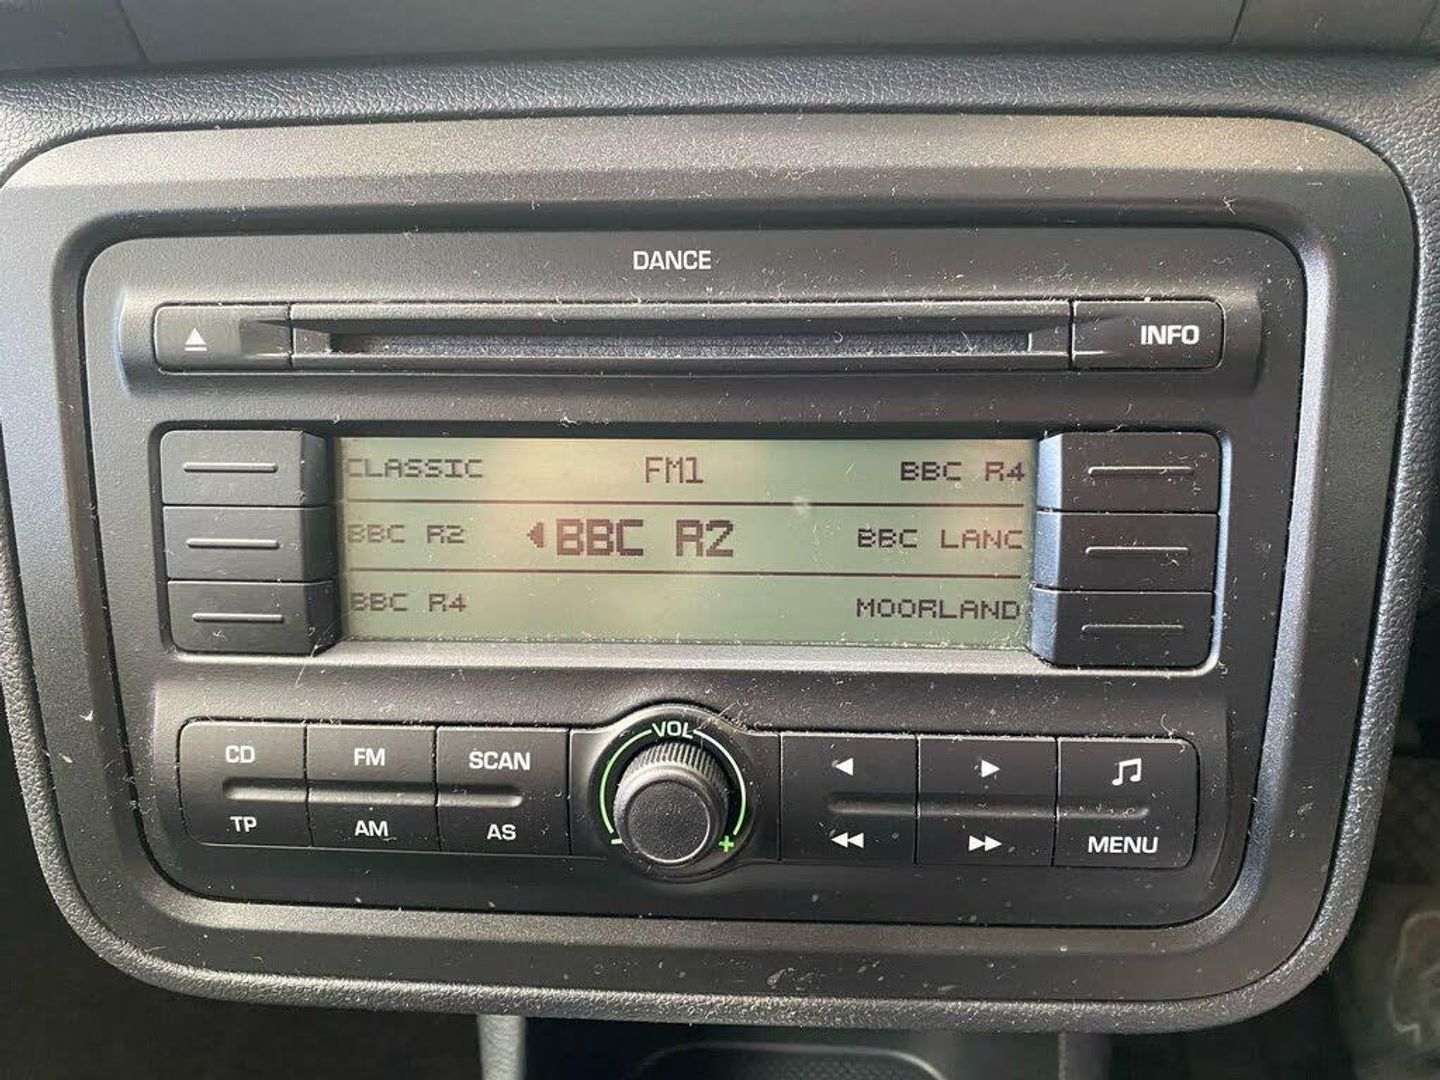 DANCE
INFO
CLASSIC FM1 BBC R4
BBC R2 BBC R2 BBC LANC
BBC R4 MOORLAND
VOL
CD FM SCAN
TP AM AS - + MENU